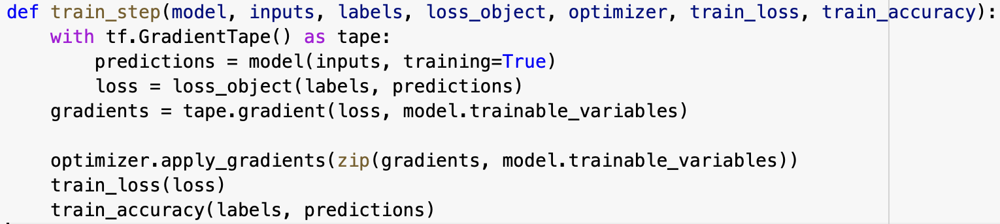 def train_step(model, inputs, labels, loss_object, optimizer, train_loss, train_accuracy):
    with tf.GradientTape() as tape:
        predictions = model(inputs, training=True)
        loss = loss_object(labels, predictions)
    gradients = tape.gradient(loss, model.trainable_variables)

    optimizer.apply_gradients(zip(gradients, model.trainable_variables))
    train_loss(loss)
    train_accuracy(labels, predictions)